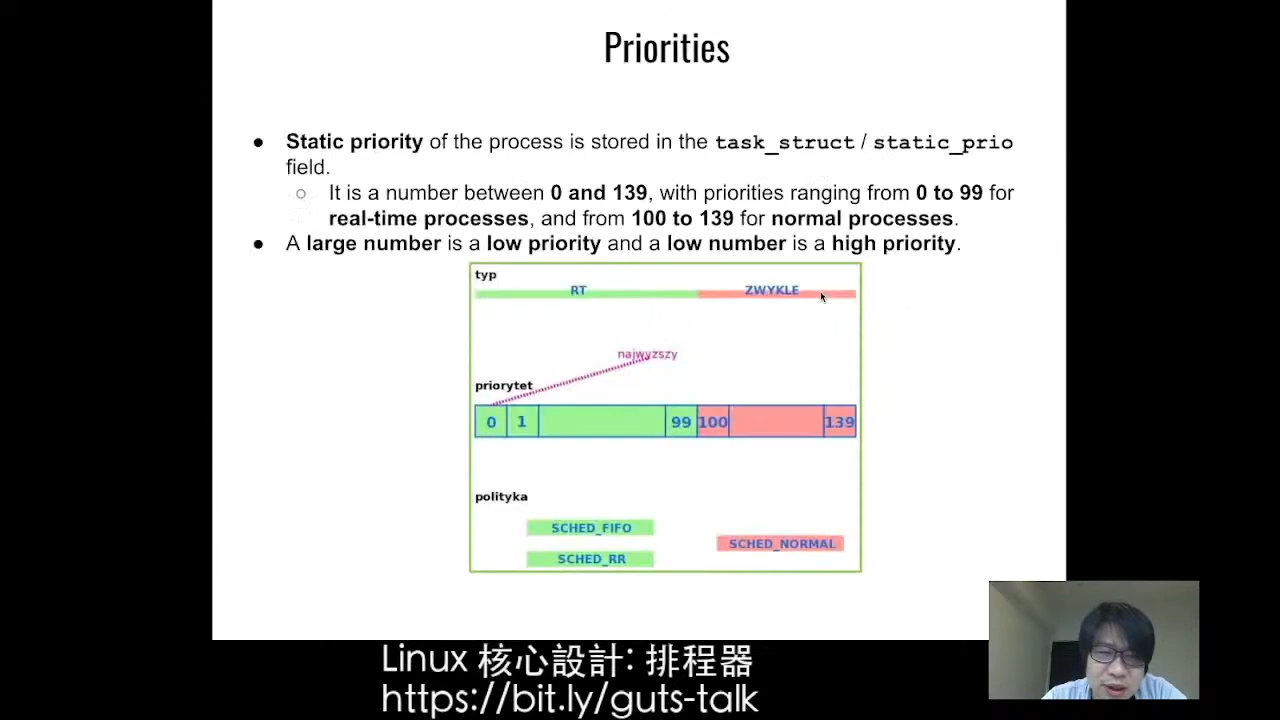 Priorities
● Static priority of the process is stored in the task_struct / static_prio
field.
○ It is a number between 0 and 139, with priorities ranging from 0 to 99 for
real-time processes, and from 100 to 139 for normal processes.
● A large number is a low priority and a low number is a high priority.
typ
RT ZWYKLE
najwyzszy
priorytet
0 1 99 100 139
polityka
SCHED_FIFO
SCHED_NORMAL
SCHED_RR
Linux 核心設計: 排程器
https://bit.ly/guts-talk